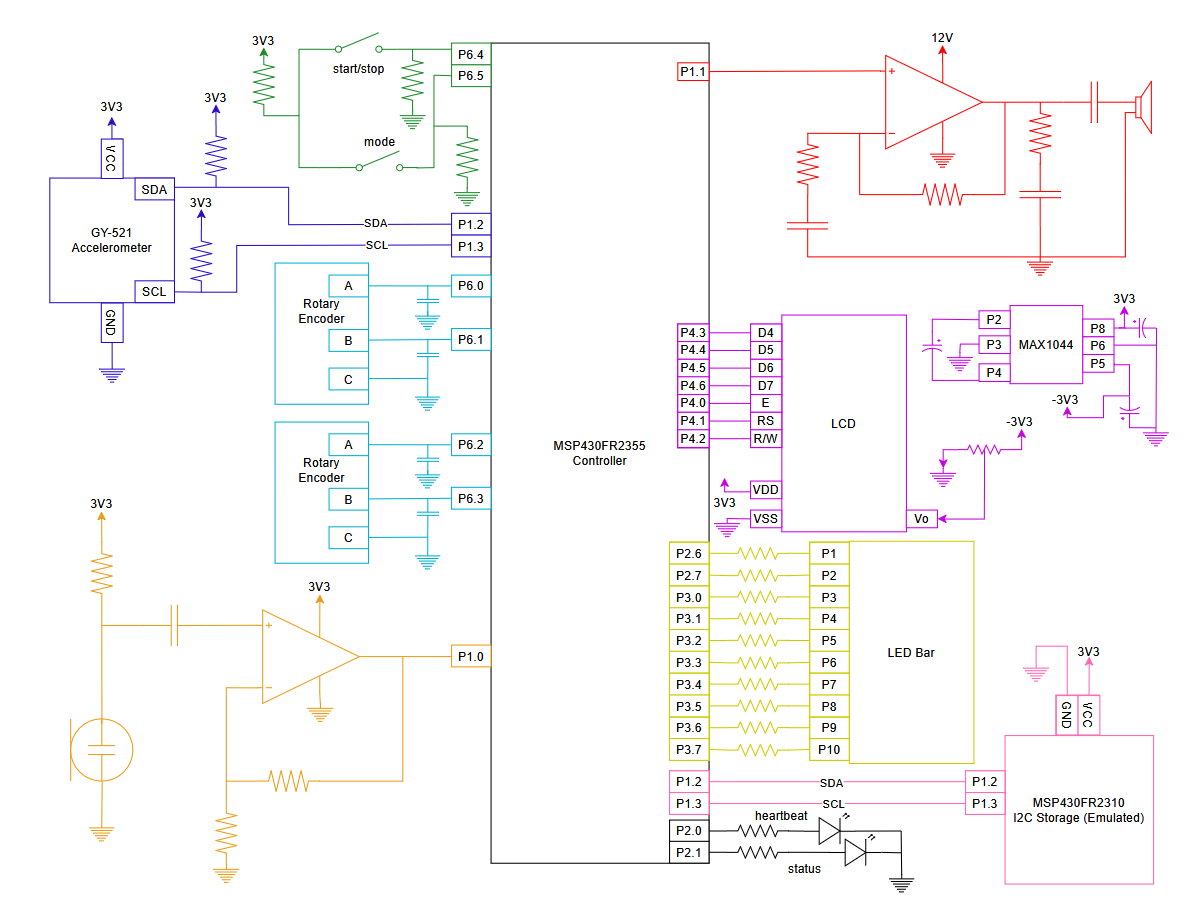 3V3
start/stop
mode
P6.4
P6.5
3V3
VCC
SDA
GY-521
Accelerometer
SCL
GND
3V3
3V3
SDA
SCL
P1.2
P1.3
Rotary
Encoder
A
B
C
P6.0
P6.1
Rotary
Encoder
A
B
C
P6.2
P6.3
3V3
3V3
+
−
P1.0
MSP430FR2355
Controller
P1.1
12V
+
−
P4.3
P4.4
P4.5
P4.6
P4.0
P4.1
P4.2
D4
D5
D6
D7
E
RS
R/W
LCD
VDD
3V3
VSS
Vo
P2
P3
P4
MAX1044
P8
P6
P5
3V3
+
+
+
-3V3
-3V3
P2.6
P2.7
P3.0
P3.1
P3.2
P3.3
P3.4
P3.5
P3.6
P3.7
P1
P2
P3
P4
P5
P6
P7
P8
P9
P10
LED Bar
P1.2
P1.3
SDA
SCL
P1.2
P1.3
3V3
GND
VCC
MSP430FR2310
I2C Storage (Emulated)
P2.0
P2.1
heartbeat
status